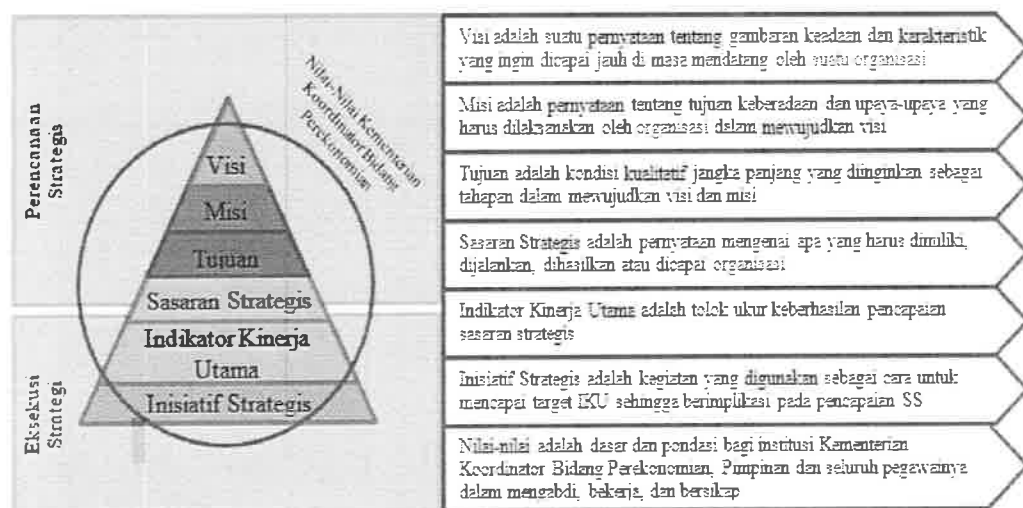 Perencanaan
Strategis
Eksekusi
Strategi
Nilai-Nilai Kementerian
Koordinator Bidang
Perekonomian
Visi
Misi
Tujuan
Sasaran Strategis
Indikator Kinerja
Utama
Inisiatif Strategis
Visi adalah suatu pernyataan tentang gambaran keadaan dan karakteristik
yang ingin dicapai jauh di masa mendatang oleh suatu organisasi
Misi adalah pernyataan tentang tujuan keberadaan dan upaya-upaya yang
harus dilaksanakan oleh organisasi dalam mewujudkan visi
Tujuan adalah kondisi kualitatif jangka panjang yang diinginkan sebagai
tahapan dalam mewujudkan visi dan misi
Sasaran Strategis adalah pernyataan mengenai apa yang harus dimiliki,
dijalankan, dihasilkan atau dicapai organisasi
Indikator Kinerja Utama adalah tolok ukur keberhasilan pencapaian
sasaran strategis
Inisiatif Strategis adalah kegiatan yang digunakan sebagai cara untuk
mencapai target IKU sehingga berimplikasi pada pencapaian SS
Nilai-nilai adalah dasar dan pondasi bagi institusi Kementerian
Koordinator Bidang Perekonomian, Pimpinan dan seluruh pegawainya
dalam mengabdi, bekerja, dan bersikap